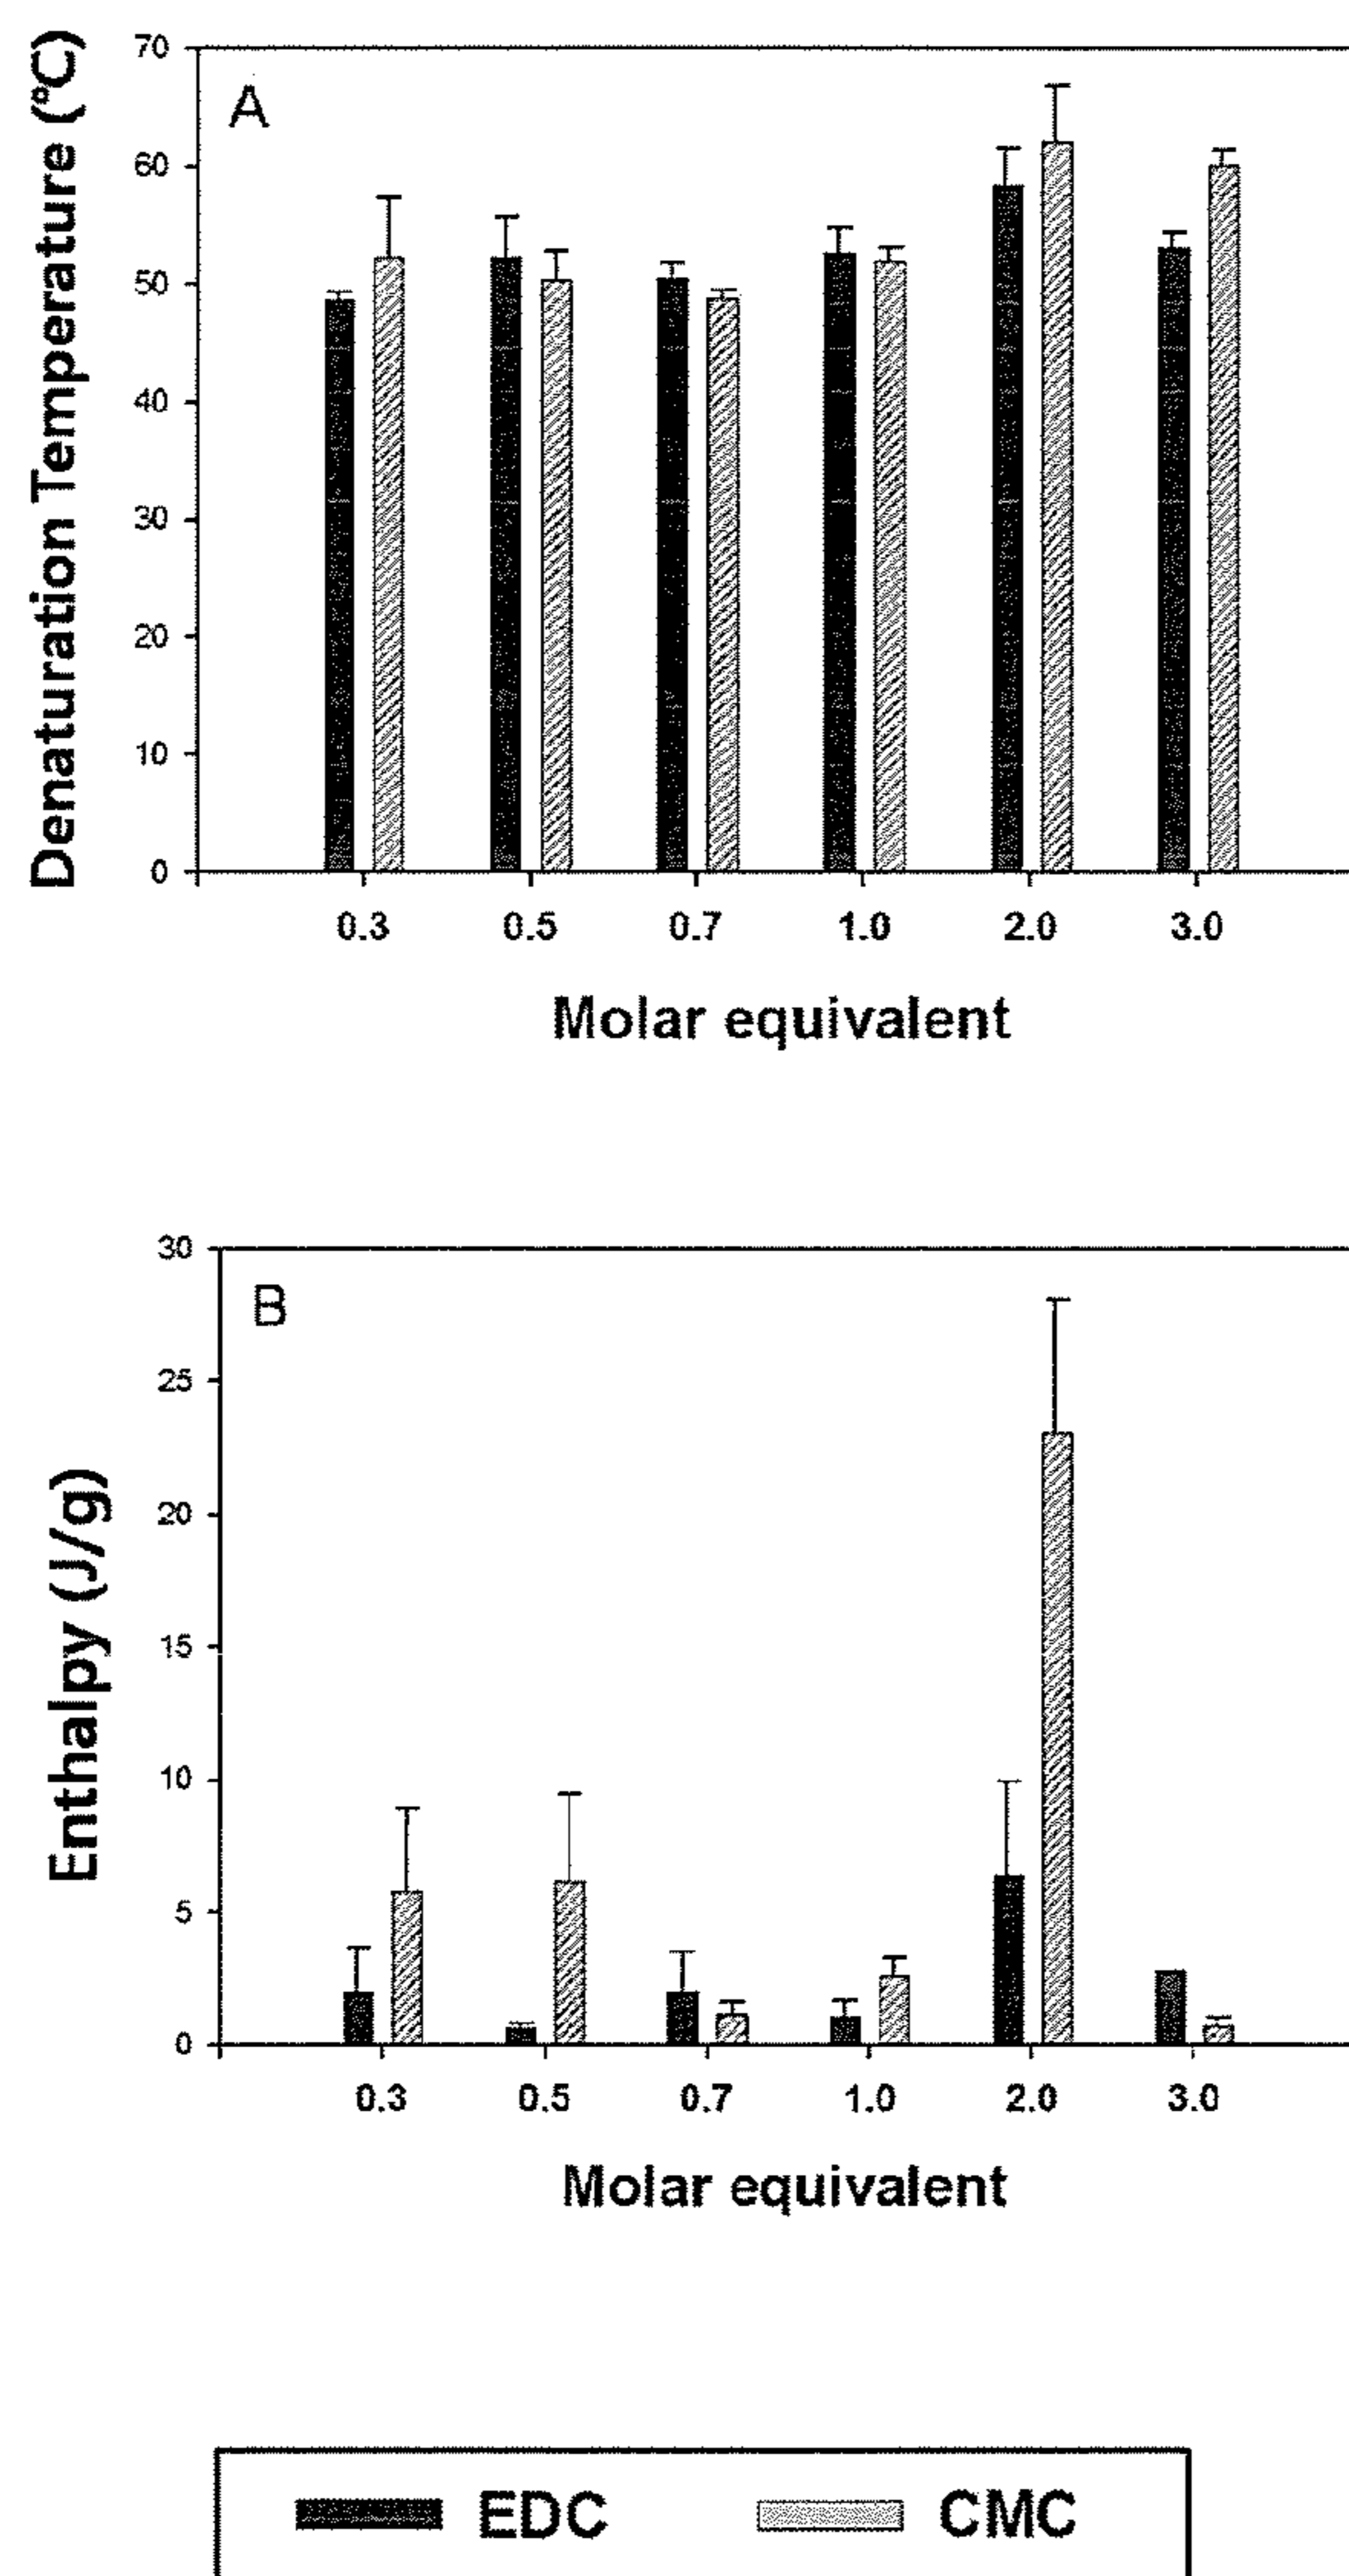 Denaturation Temperature (°C)
70
60
50
40
30
20
10
0
A
0.3 0.5 0.7 1.0 2.0 3.0
Molar equivalent
Enthalpy (J/g)
30
25
20
15
10
5
0
B
0.3 0.5 0.7 1.0 2.0 3.0
Molar equivalent
EDC CMC